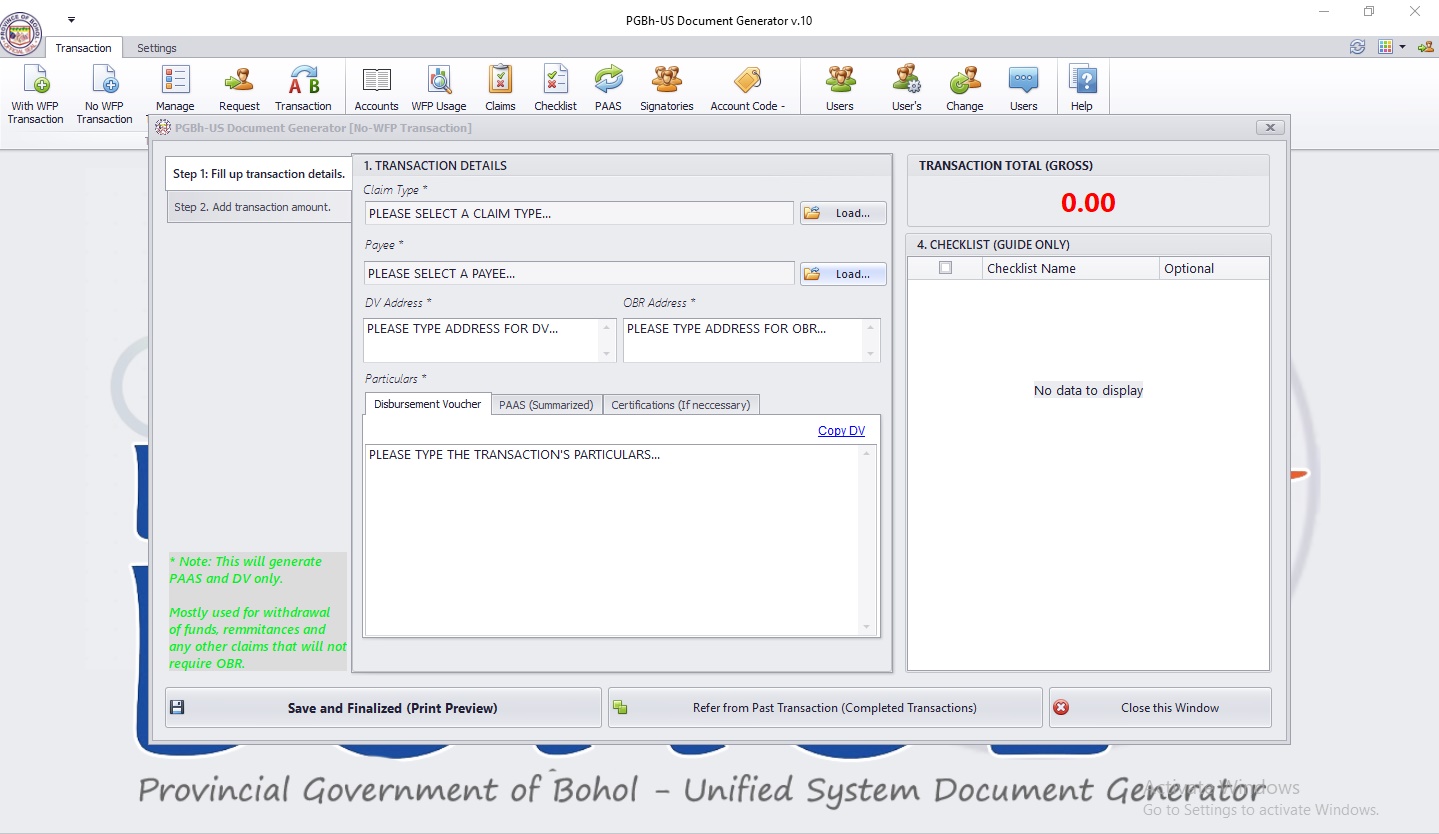 PGBh-US Document Generator v.10
Transaction
Settings
With WFP Transaction
No WFP Transaction
Manage
Request
Transaction
Accounts
WFP Usage
Claims
Checklist
PAAS
Signatories
Account Code -
Users
User's
Change
Users
Help
PROVINCE OF BOHOL
OFFICIAL SEAL
PGBh-US Document Generator [No-WFP Transaction]
Step 1: Fill up transaction details.
Step 2. Add transaction amount.
1. TRANSACTION DETAILS
Claim Type *
PLEASE SELECT A CLAIM TYPE...
Load...
Payee *
PLEASE SELECT A PAYEE...
Load...
DV Address *
OBR Address *
PLEASE TYPE ADDRESS FOR DV...
PLEASE TYPE ADDRESS FOR OBR...
Particulars *
Disbursement Voucher
PAAS (Summarized)
Certifications (If neccessary)
Copy DV
PLEASE TYPE THE TRANSACTION'S PARTICULARS...
TRANSACTION TOTAL (GROSS)
0.00
4. CHECKLIST (GUIDE ONLY)
Checklist Name
Optional
No data to display
* Note: This will generate
PAAS and DV only.
Mostly used for withdrawal
of funds, remmitances and
any other claims that will not
require OBR.
Save and Finalized (Print Preview)
Refer from Past Transaction (Completed Transactions)
Close this Window
Provincial Government of Bohol - Unified System Document Generator
Activate Windows
Go to Settings to activate Windows.